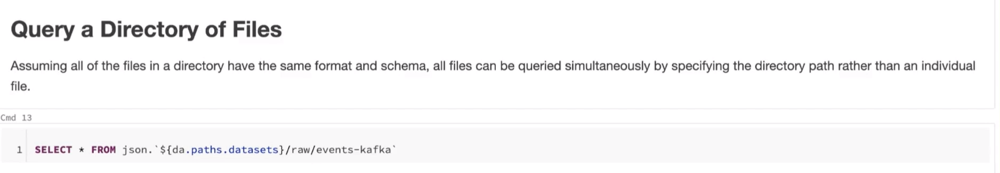 Query a Directory of Files
Assuming all of the files in a directory have the same format and schema, all files can be queried simultaneously by specifying the directory path rather than an individual
file.
Cmd 13
1 SELECT * FROM json.`${da.paths.datasets}/raw/events-kafka`